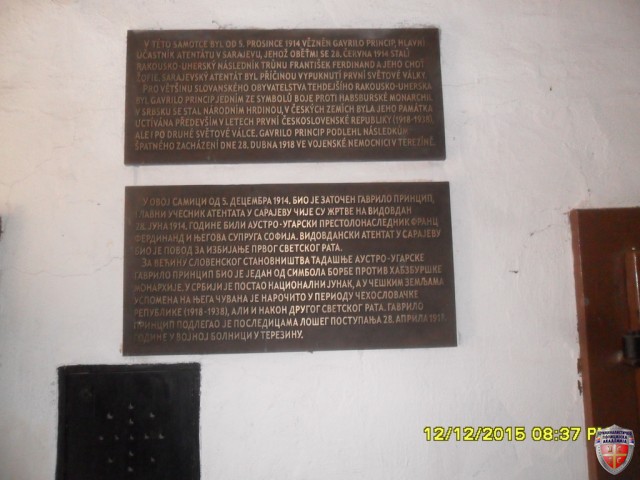 V TÉTO SAMOTCE BYL OD 5. PROSINCE 1914 VĚZNĚN GAVRILO PRINCIP, HLAVNÍ
ÚČASTNÍK ATENTÁTU V SARAJEVU, JEHOŽ OBĚTMI SE 28. ČERVNA 1914 STALI
RAKOUSKO-UHERSKÝ NÁSLEDNÍK TRŮNU FRANTIŠEK FERDINAND A JEHO CHOŤ
ŽOFIE. SARAJEVSKÝ ATENTÁT BYL PŘÍČINOU VYPUKNUTÍ PRVNÍ SVĚTOVÉ VÁLKY.
PRO VĚTŠINU SLOVANSKÉHO OBYVATELSTVA TEHDEJŠÍHO RAKOUSKO-UHERSKA
BYL GAVRILO PRINCIP JEDNÍM ZE SYMBOLŮ BOJE PROTI HABSBURSKÉ MONARCHII.
V SRBSKU SE STAL NÁRODNÍM HRDINOU, V ČESKÝCH ZEMÍCH BYLA JEHO PAMÁTKA
UCTÍVÁNA PŘEDEVŠÍM V LETECH PRVNÍ ČESKOSLOVENSKÉ REPUBLIKY (1918-1938),
ALE I PO DRUHÉ SVĚTOVÉ VÁLCE. GAVRILO PRINCIP PODLEHL NÁSLEDKŮM
ŠPATNÉHO ZACHÁZENÍ DNE 28. DUBNA 1918 VE VOJENSKÉ NEMOCNICI V TEREZÍNĚ.
У ОВОЈ САМИЦИ ОД 5. ДЕЦЕМБРА 1914. БИО ЈЕ ЗАТОЧЕН ГАВРИЛО ПРИНЦИП,
ГЛАВНИ УЧЕСНИК АТЕНТАТА У САРАЈЕВУ ЧИЈЕ СУ ЖРТВЕ НА ВИДОВДАН
28. ЈУНА 1914. ГОДИНЕ БИЛИ АУСТРО-УГАРСКИ ПРЕСТОЛОНАСЛЕДНИК ФРАНЦ
ФЕРДИНАНД И ЊЕГОВА СУПРУГА СОФИЈА. ВИДОВДАНСКИ АТЕНТАТ У САРАЈЕВУ
БИО ЈЕ ПОВОД ЗА ИЗБИЈАЊЕ ПРВОГ СВЕТСКОГ РАТА.
ЗА ВЕЋИНУ СЛОВЕНСКОГ СТАНОВНИШТВА ТАДАШЊЕ АУСТРО-УГАРСКЕ
ГАВРИЛО ПРИНЦИП БИО ЈЕ ЈЕДАН ОД СИМБОЛА БОРБЕ ПРОТИВ ХАБЗБУРШКЕ
МОНАРХИЈЕ. У СРБИЈИ ЈЕ ПОСТАО НАЦИОНАЛНИ ЈУНАК, А У ЧЕШКИМ ЗЕМЉАМА
УСПОМЕНА НА ЊЕГА ЧУВАНА ЈЕ НАРОЧИТО У ПЕРИОДУ ЧЕХОСЛОВАЧКЕ
РЕПУБЛИКЕ (1918-1938), АЛИ И НАКОН ДРУГОГ СВЕТСКОГ РАТА. ГАВРИЛО
ПРИНЦИП ПОДЛЕГАО ЈЕ ПОСЛЕДИЦАМА ЛОШЕГ ПОСТУПАЊА 28. АПРИЛА 1918.
ГОДИНЕ У ВОЈНОЈ БОЛНИЦИ У ТЕРЕЗИНУ.
12/12/2015 08:37